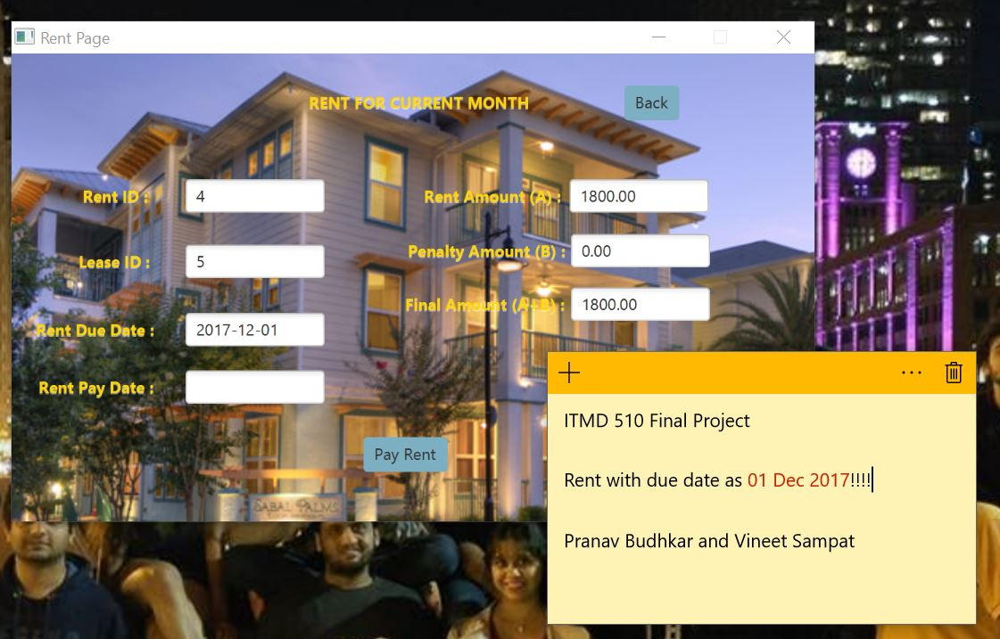 Rent Page
RENT FOR CURRENT MONTH
Back
Rent ID : 4
Rent Amount (A) : 1800.00
Lease ID : 5
Penalty Amount (B) : 0.00
Final Amount (A+B) : 1800.00
Rent Due Date : 2017-12-01
Rent Pay Date :
Pay Rent
SABAL PALMS
ITMD 510 Final Project
Rent with due date as 01 Dec 2017!!!!
Pranav Budhkar and Vineet Sampat